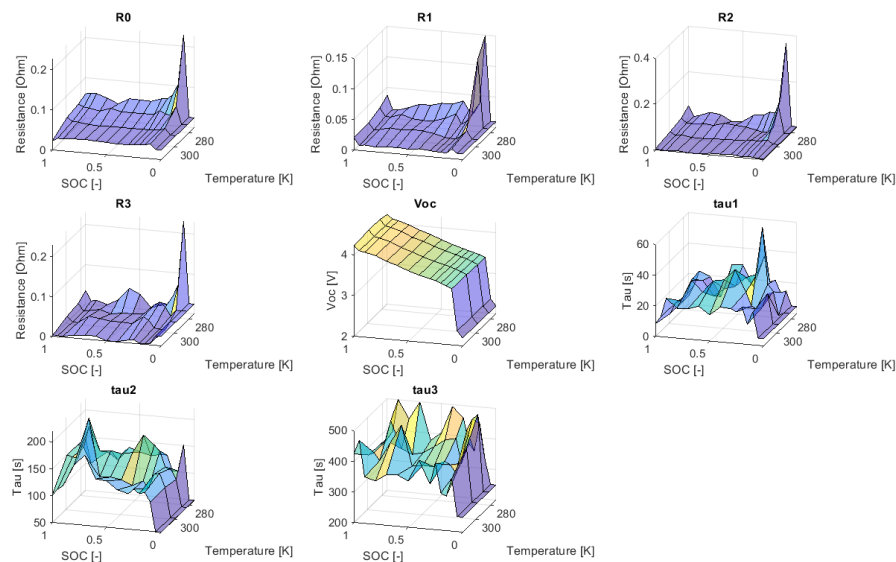 R0
Resistance [Ohm]
0.2
0.1
0
1
0.5
0
SOC [-]
300
280
Temperature [K]
R1
Resistance [Ohm]
0.15
0.1
0.05
0
1
0.5
0
SOC [-]
300
280
Temperature [K]
R2
Resistance [Ohm]
0.4
0.2
0
1
0.5
0
SOC [-]
300
280
Temperature [K]
R3
Resistance [Ohm]
0.2
0.1
0
1
0.5
0
SOC [-]
300
280
Temperature [K]
Voc
Voc [V]
4
3
2
1
0.5
0
SOC [-]
300
280
Temperature [K]
tau1
Tau [s]
60
40
20
0
1
0.5
0
SOC [-]
300
280
Temperature [K]
tau2
Tau [s]
200
150
100
50
1
0.5
0
SOC [-]
300
280
Temperature [K]
tau3
Tau [s]
500
400
300
200
1
0.5
0
SOC [-]
300
280
Temperature [K]